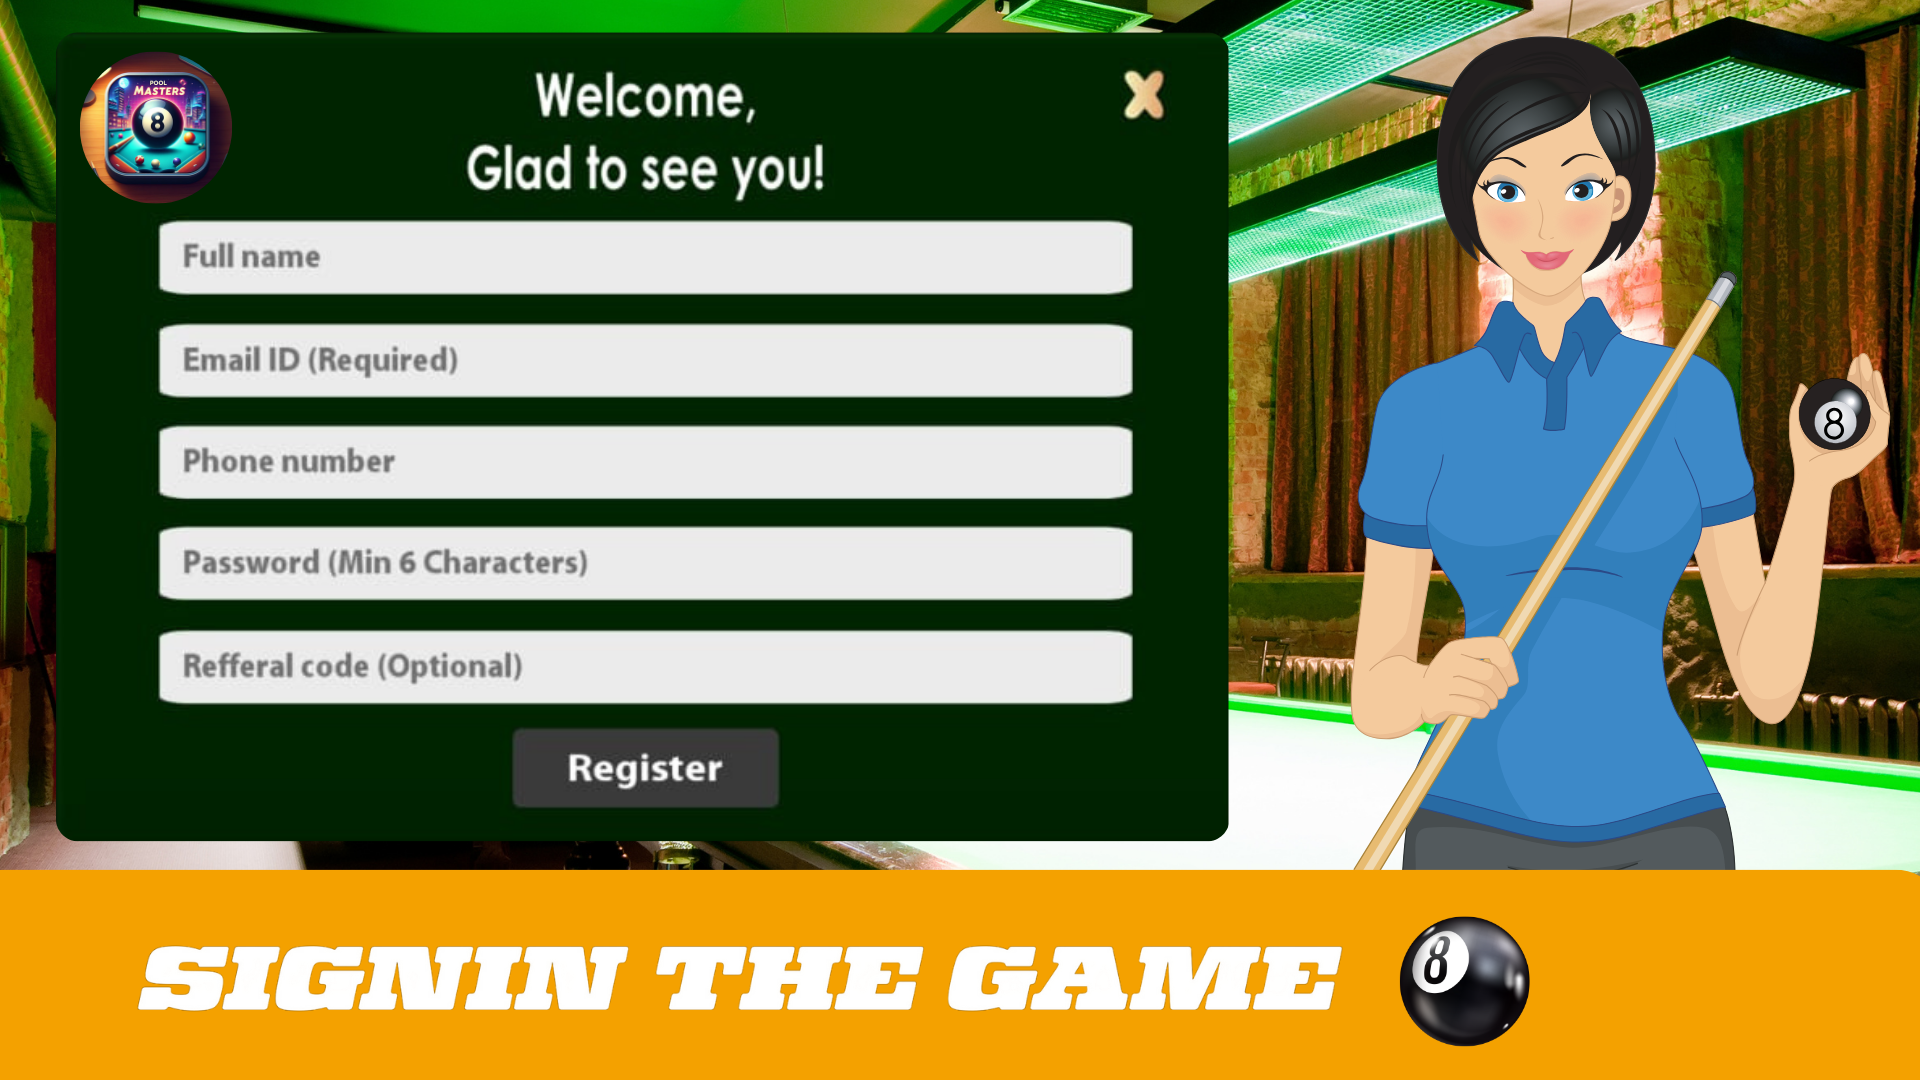 POOL
MASTERS
8
Welcome,
Glad to see you!
Full name
Email ID (Required)
Phone number
Password (Min 6 Characters)
Refferal code (Optional)
Register
8
SIGNIN THE GAME
8